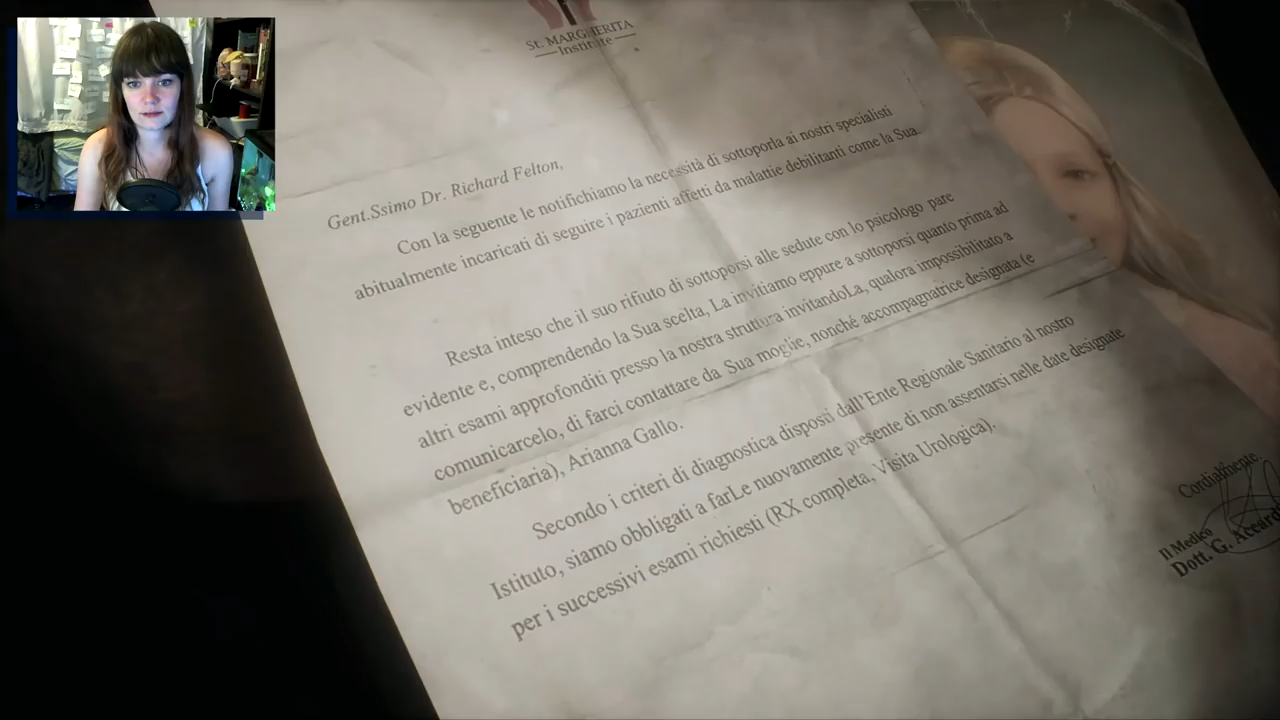 St. MARGHERITA
Institute
Gent.Ssimo Dr. Richard Felton,
Con la seguente le notifichiamo la necessità di sottoporla ai nostri specialisti
abitualmente incaricati di seguire i pazienti affetti da malattie debilitanti come la Sua.
Resta inteso che il suo rifiuto di sottoporsi alle sedute con lo psicologo pare
evidente e, comprendendo la Sua scelta, La invitiamo eppure a sottoporsi quanto prima ad
altri esami approfonditi presso la nostra struttura invitandoLa, qualora impossibilitato a
comunicarcelo, di farci contattare da Sua moglie, nonché accompagnatrice designata (e
beneficiaria), Arianna Gallo.
Secondo i criteri di diagnostica disposti dall'Ente Regionale Sanitario al nostro
Istituto, siamo obbligati a farLe nuovamente presente di non assentarsi nelle date designate
per i successivi esami richiesti (RX completa, Visita Urologica).
Cordialmente,
Il Medico
Dott. G.